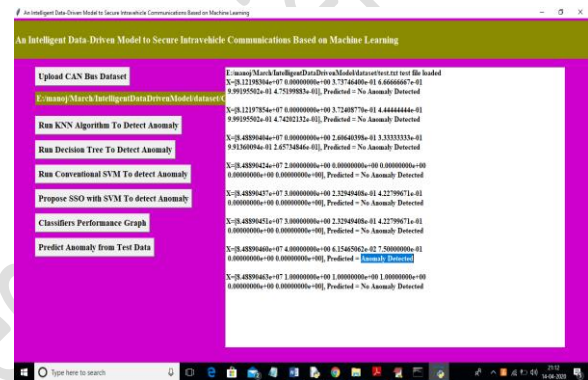 An Intelligent Data-Driven Model to Secure Intravehicle Communications Based on Machine Learning
An Intelligent Data-Driven Model to Secure Intravehicle Communications Based on Machine Learning
Upload CAN Bus Dataset
E:/manoj/March/IntelligentDataDrivenModel/dataset/C
Run KNN Algorithm To Detect Anomaly
Run Decision Tree To Detect Anomaly
Run Conventional SVM To detect Anomaly
Propose SSO with SVM To detect Anomaly
Classifiers Performance Graph
Predict Anomaly from Test Data
E:/manoj/March/IntelligentDataDrivenModel/dataset/test.txt test file loaded
X=[8.12198304e+07 0.00000000e+00 3.73746400e-01 6.66666667e-01
9.99195502e-01 4.75199883e-01], Predicted = No Anomaly Detected
X=[8.12197854e+07 0.00000000e+00 3.72408770e-01 4.44444444e-01
9.99195502e-01 4.74202132e-01], Predicted = No Anomaly Detected
X=[8.48890404e+07 0.00000000e+00 2.60640398e-01 3.33333333e-01
9.91360094e-01 2.65734846e-01], Predicted = No Anomaly Detected
X=[8.48890424e+07 2.00000000e+00 0.00000000e+00 0.00000000e+00
0.00000000e+00 0.00000000e+00], Predicted = No Anomaly Detected
X=[8.48890437e+07 3.00000000e+00 2.32949408e-01 4.22799671e-01
0.00000000e+00 0.00000000e+00], Predicted = No Anomaly Detected
X=[8.48890451e+07 3.00000000e+00 2.32949408e-01 4.22799671e-01
0.00000000e+00 0.00000000e+00], Predicted = No Anomaly Detected
X=[8.48890460e+07 4.00000000e+00 6.15465062e-02 7.50000000e-01
0.00000000e+00 0.00000000e+00], Predicted = Anomaly Detected
X=[8.48890463e+07 1.00000000e+00 1.00000000e+00 1.00000000e+00
0.00000000e+00 0.00000000e+00], Predicted = No Anomaly Detected
Type here to search
21:12
14-04-2020